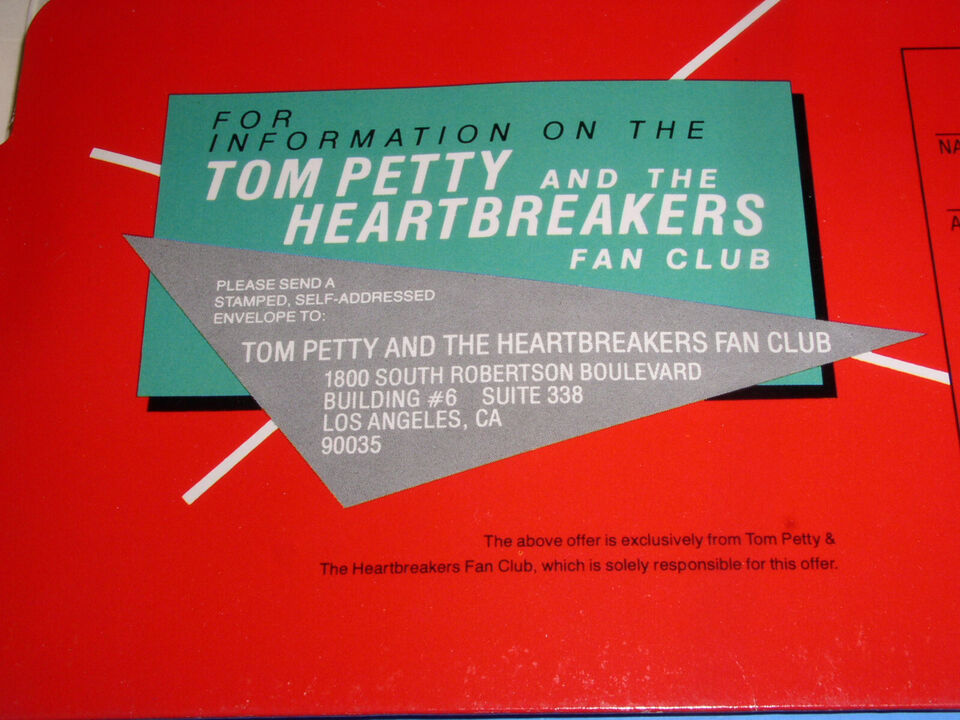 FOR
INFORMATION ON THE
TOM PETTY AND THE
HEARTBREAKERS
FAN CLUB
PLEASE SEND A
STAMPED, SELF-ADDRESSED
ENVELOPE TO:
TOM PETTY AND THE HEARTBREAKERS FAN CLUB
1800 SOUTH ROBERTSON BOULEVARD
BUILDING #6 SUITE 338
LOS ANGELES, CA
90035
The above offer is exclusively from Tom Petty &
The Heartbreakers Fan Club, which is solely responsible for this offer.